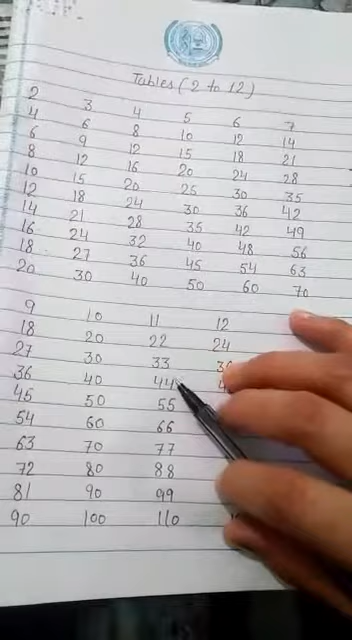 Tables (2 to 12)
2 3 4 5 6 7
4 6 8 10 12 14
6 9 12 15 18 21
8 12 16 20 24 28
10 15 20 25 30 35
12 18 24 30 36 42
14 21 28 35 42 49
16 24 32 40 48 56
18 27 36 45 54 63
20 30 40 50 60 70
9 10 11 12
18 20 22 24
27 30 33
36 40 44
45 50 55
54 60 66
63 70 77
72 80 88
81 90 99
90 100 110